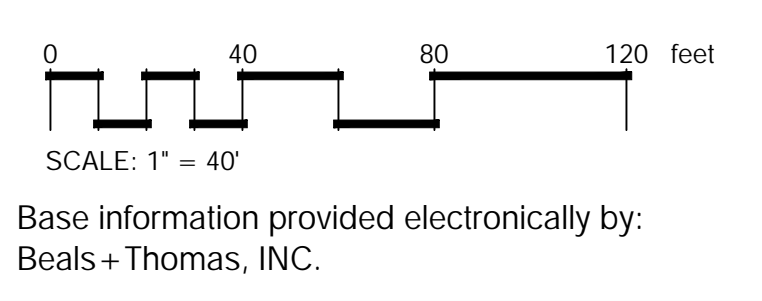 0 40 80 120 feet
SCALE: 1" = 40'
Base information provided electronically by:
Beals+Thomas, INC.